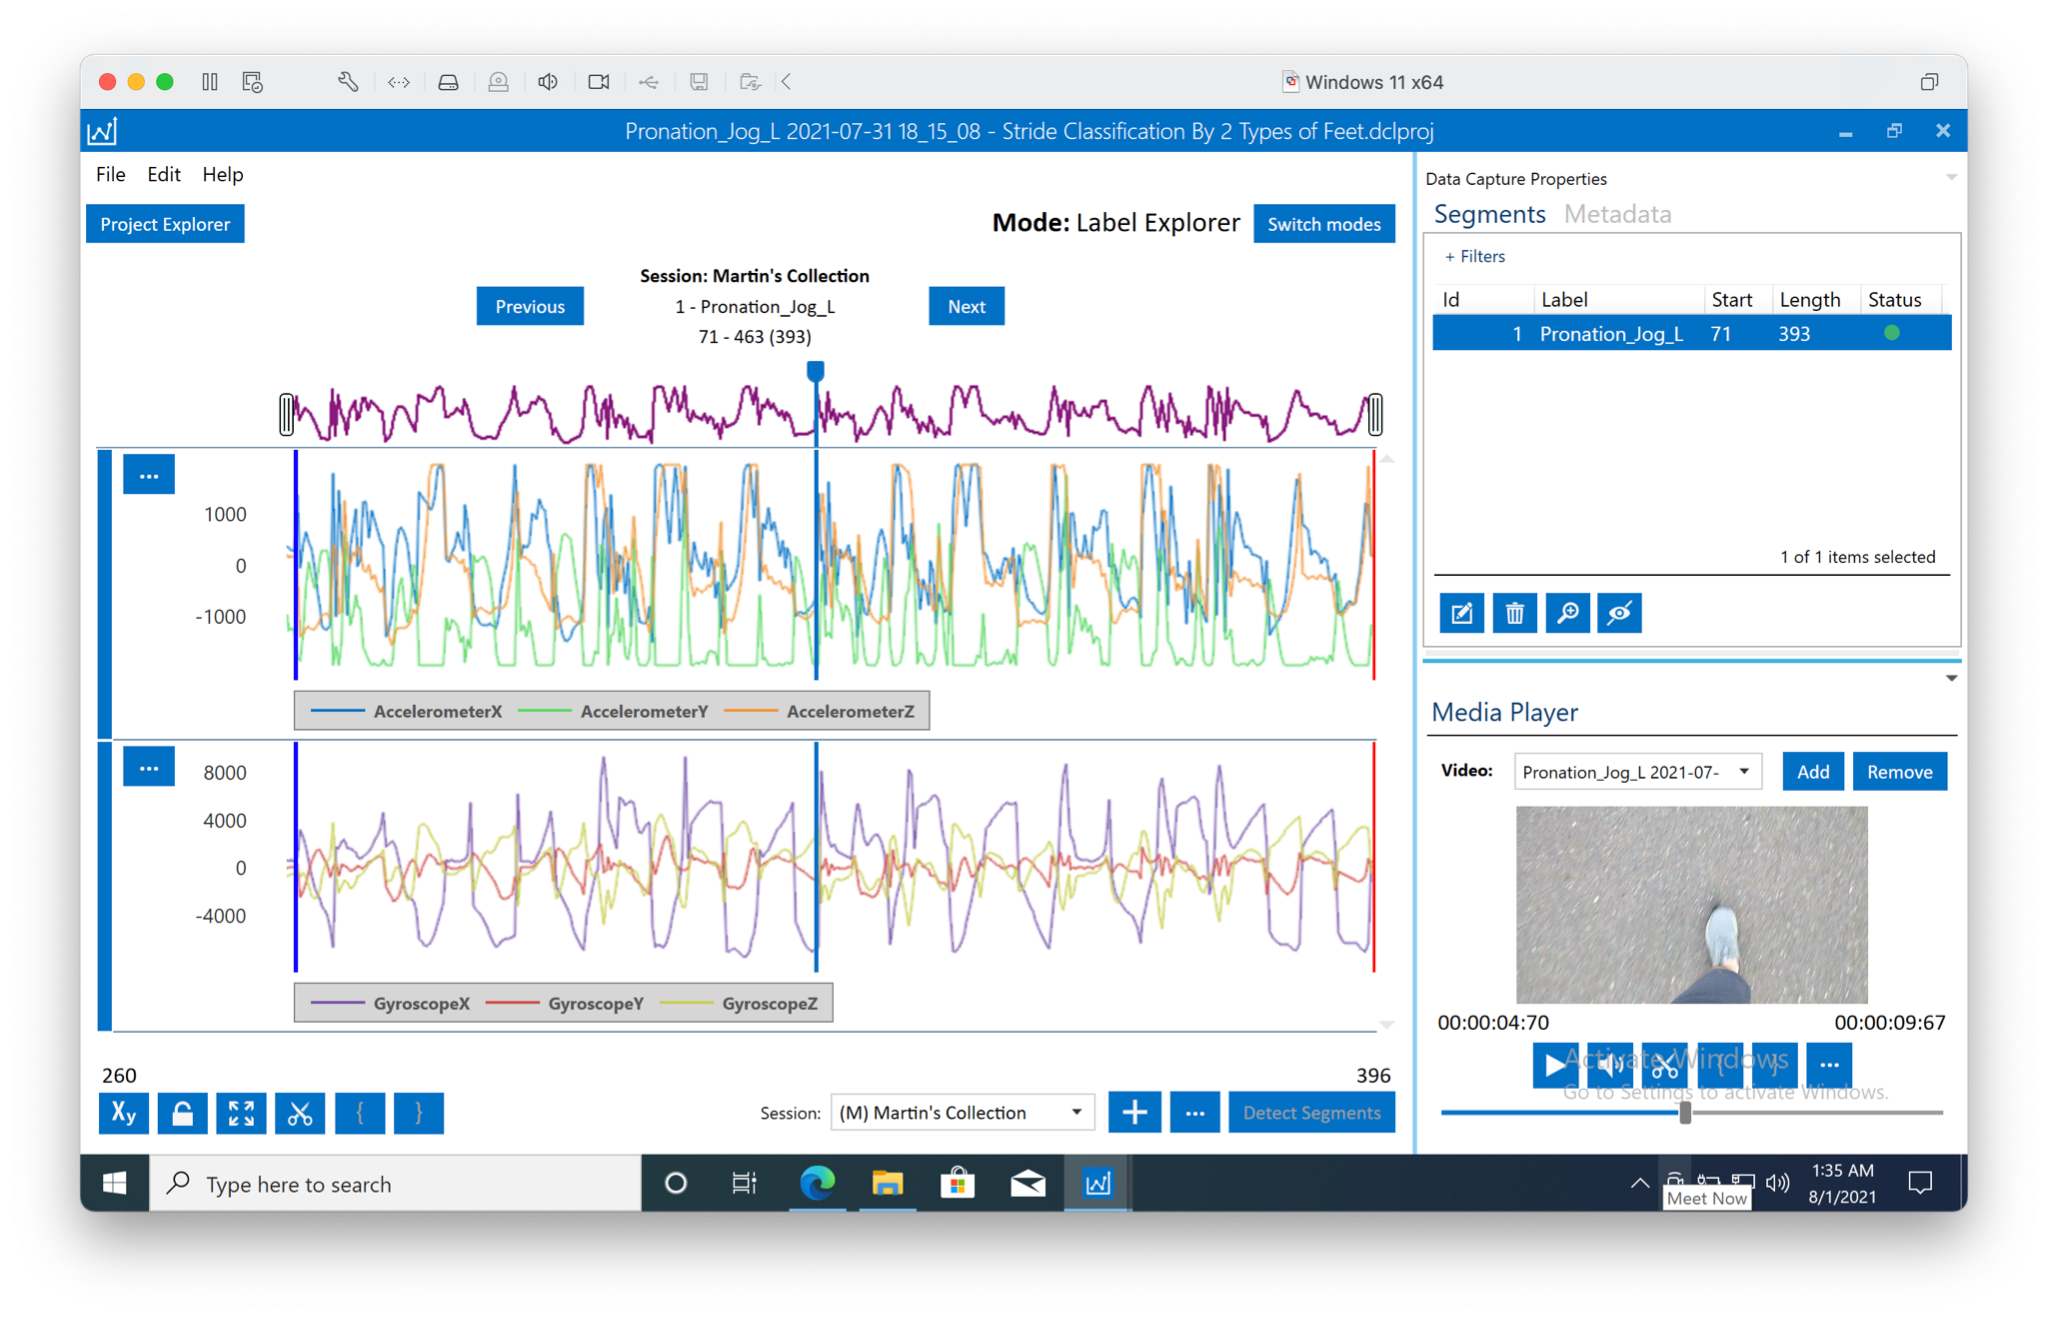 Windows 11 x64
Pronation_Jog_L 2021-07-31 18_15_08 - Stride Classification By 2 Types of Feet.dclproj
File Edit Help
Project Explorer
Mode: Label Explorer
Switch modes
Session: Martin's Collection
Previous
1 - Pronation_Jog_L
Next
71 - 463 (393)
1000
0
-1000
AccelerometerX AccelerometerY AccelerometerZ
8000
4000
0
-4000
GyroscopeX GyroscopeY GyroscopeZ
260
396
Xy
{
}
Session:
(M) Martin's Collection
Detect Segments
Data Capture Properties
Segments Metadata
+ Filters
Id Label Start Length Status
1 Pronation_Jog_L 71 393
1 of 1 items selected
Media Player
Video:
Pronation_Jog_L 2021-07-
Add
Remove
00:00:04:70
00:00:09:67
{
}
Activate Windows
Go to Settings to activate Windows.
Type here to search
Meet Now
1:35 AM
8/1/2021